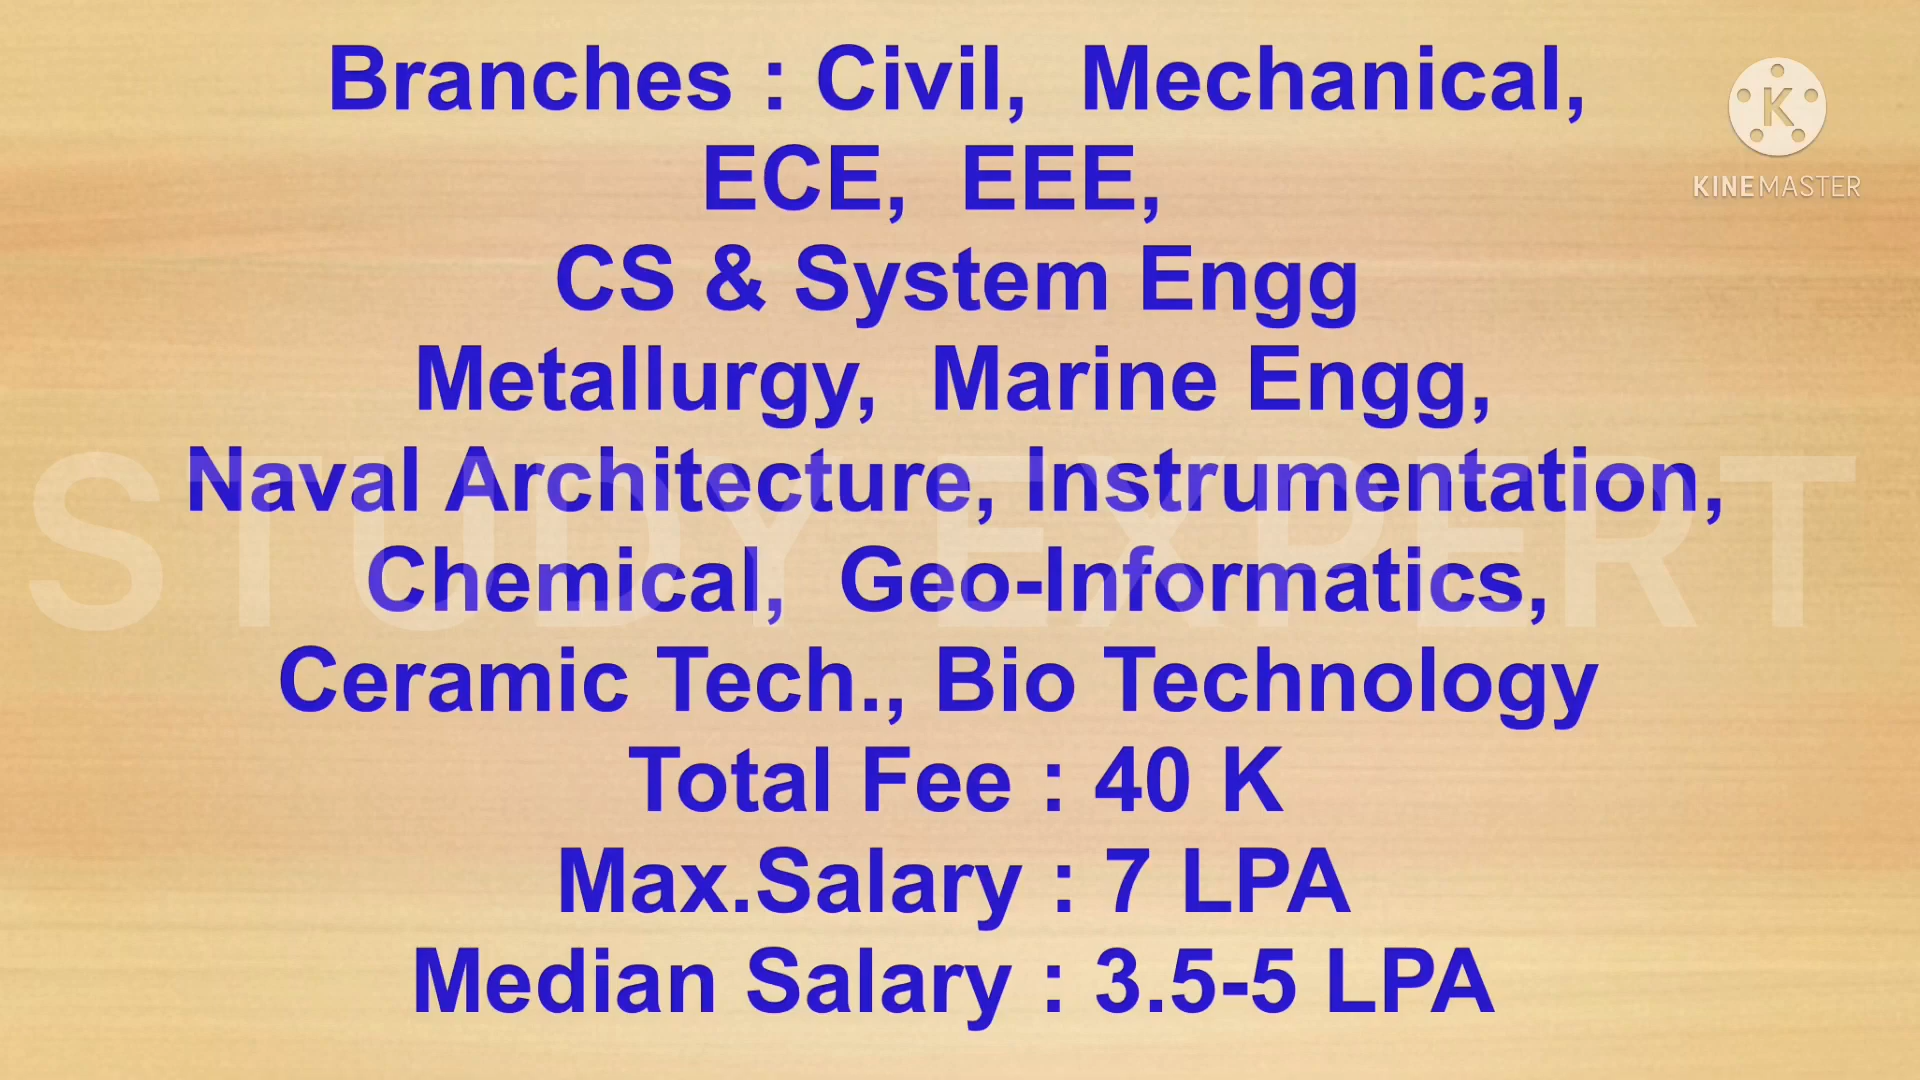 Branches : Civil, Mechanical,
ECE, EEE,
CS & System Engg
Metallurgy, Marine Engg,
Naval Architecture, Instrumentation,
Chemical, Geo-Informatics,
Ceramic Tech., Bio Technology
Total Fee : 40 K
Max.Salary : 7 LPA
Median Salary : 3.5-5 LPA
STUDY EXPERT
K
KINEMASTER